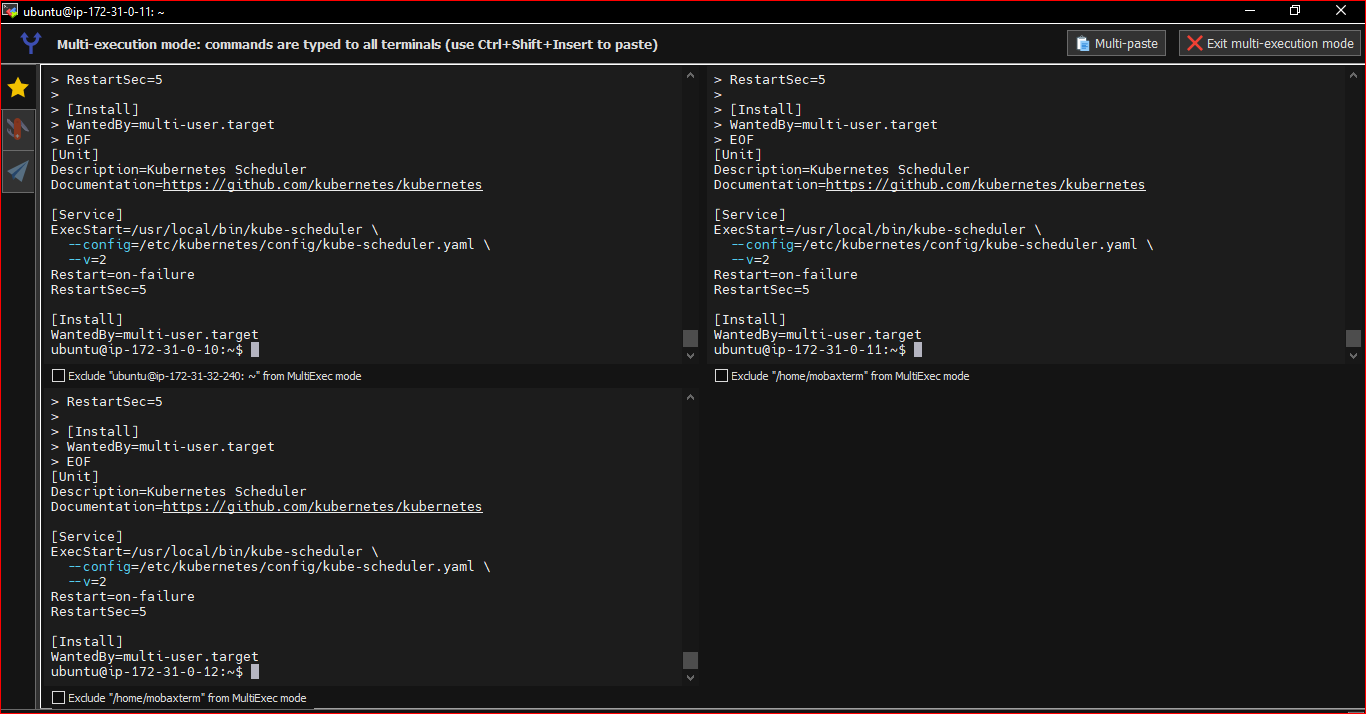 ubuntu@ip-172-31-0-11: ~
Multi-execution mode: commands are typed to all terminals (use Ctrl+Shift+Insert to paste)
Multi-paste
Exit multi-execution mode
> RestartSec=5
>
> [Install]
> WantedBy=multi-user.target
> EOF
[Unit]
Description=Kubernetes Scheduler
Documentation=https://github.com/kubernetes/kubernetes

[Service]
ExecStart=/usr/local/bin/kube-scheduler \
  --config=/etc/kubernetes/config/kube-scheduler.yaml \
  --v=2
Restart=on-failure
RestartSec=5

[Install]
WantedBy=multi-user.target
ubuntu@ip-172-31-0-10:~$
Exclude "ubuntu@ip-172-31-32-240: ~" from MultiExec mode
> RestartSec=5
>
> [Install]
> WantedBy=multi-user.target
> EOF
[Unit]
Description=Kubernetes Scheduler
Documentation=https://github.com/kubernetes/kubernetes

[Service]
ExecStart=/usr/local/bin/kube-scheduler \
  --config=/etc/kubernetes/config/kube-scheduler.yaml \
  --v=2
Restart=on-failure
RestartSec=5

[Install]
WantedBy=multi-user.target
ubuntu@ip-172-31-0-11:~$
Exclude "/home/mobaxterm" from MultiExec mode
> RestartSec=5
>
> [Install]
> WantedBy=multi-user.target
> EOF
[Unit]
Description=Kubernetes Scheduler
Documentation=https://github.com/kubernetes/kubernetes

[Service]
ExecStart=/usr/local/bin/kube-scheduler \
  --config=/etc/kubernetes/config/kube-scheduler.yaml \
  --v=2
Restart=on-failure
RestartSec=5

[Install]
WantedBy=multi-user.target
ubuntu@ip-172-31-0-12:~$
Exclude "/home/mobaxterm" from MultiExec mode